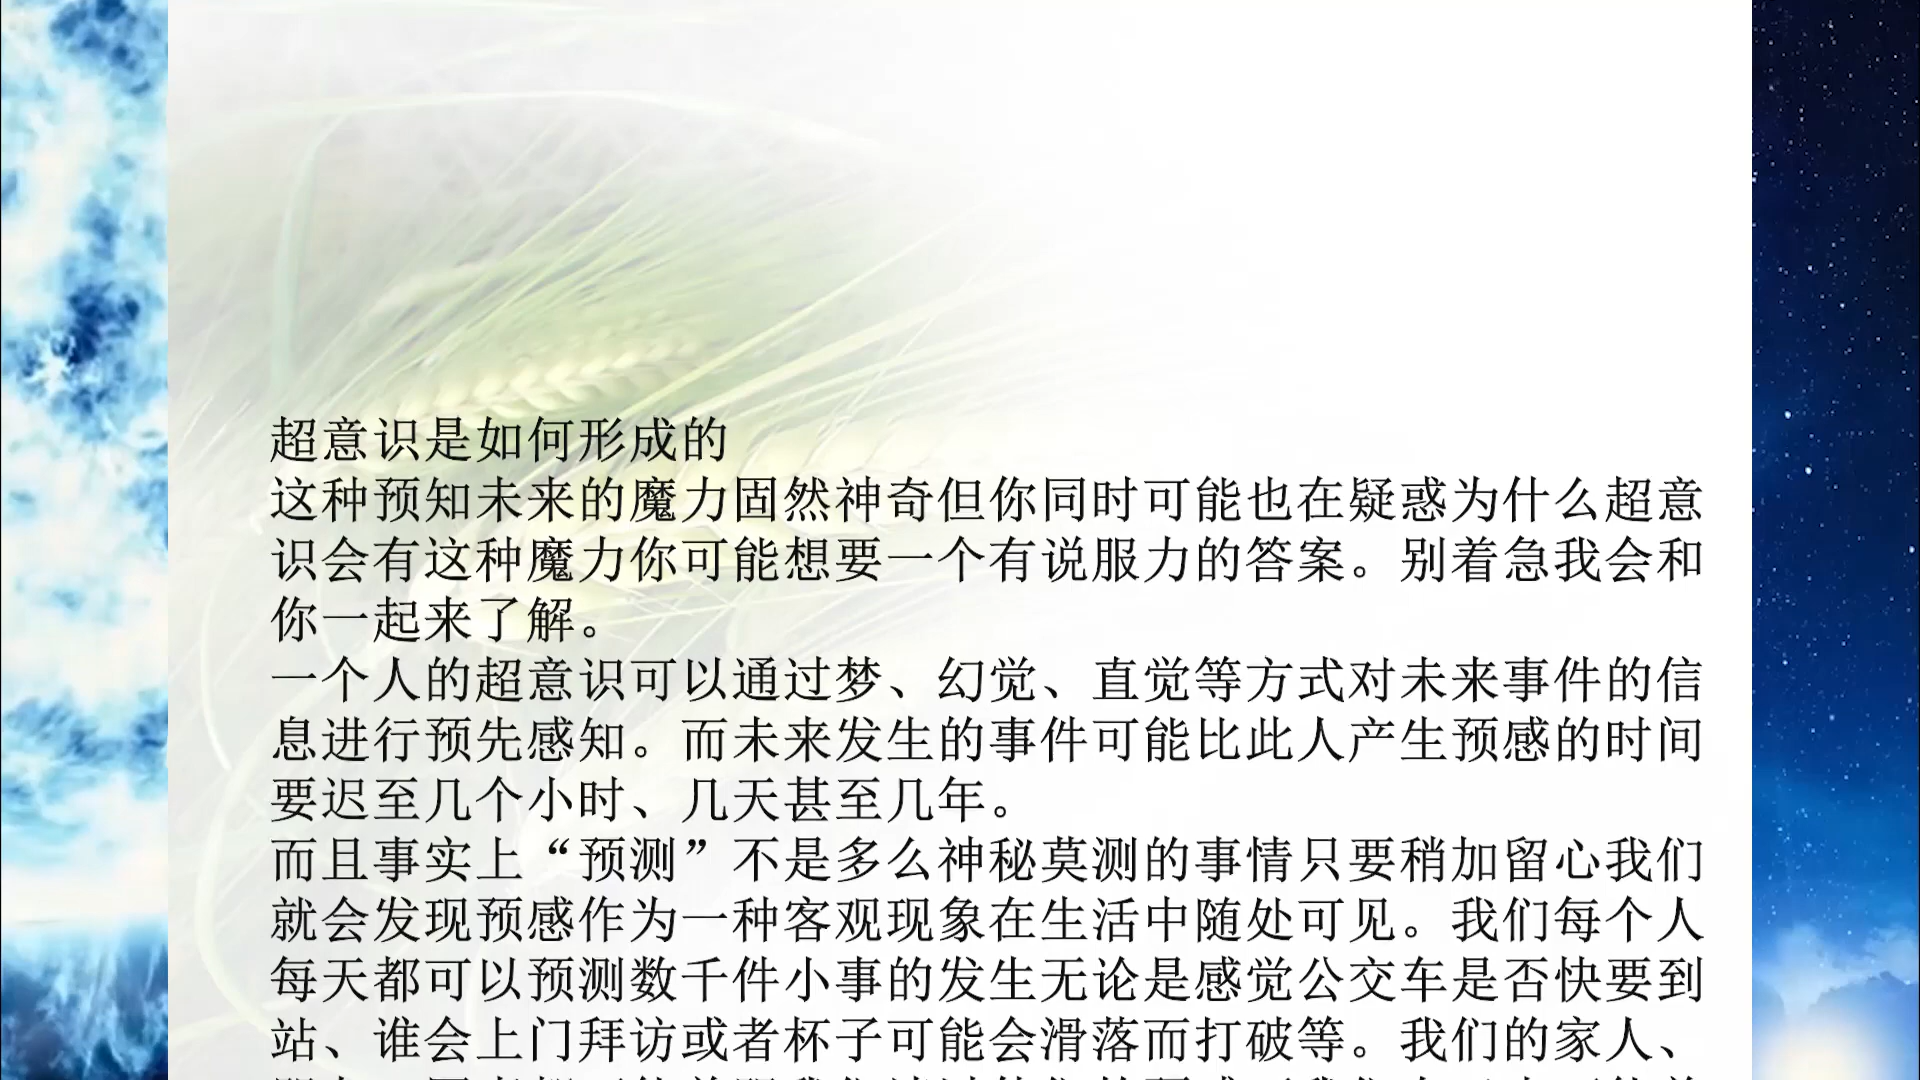 超意识是如何形成的
这种预知未来的魔力固然神奇但你同时可能也在疑惑为什么超意
识会有这种魔力你可能想要一个有说服力的答案。别着急我会和
你一起来了解。
一个人的超意识可以通过梦、幻觉、直觉等方式对未来事件的信
息进行预先感知。而未来发生的事件可能比此人产生预感的时间
要迟至几个小时、几天甚至几年。
而且事实上“预测”不是多么神秘莫测的事情只要稍加留心我们
就会发现预感作为一种客观现象在生活中随处可见。我们每个人
每天都可以预测数千件小事的发生无论是感觉公交车是否快要到
站、谁会上门拜访或者杯子可能会滑落而打破等。我们的家人、